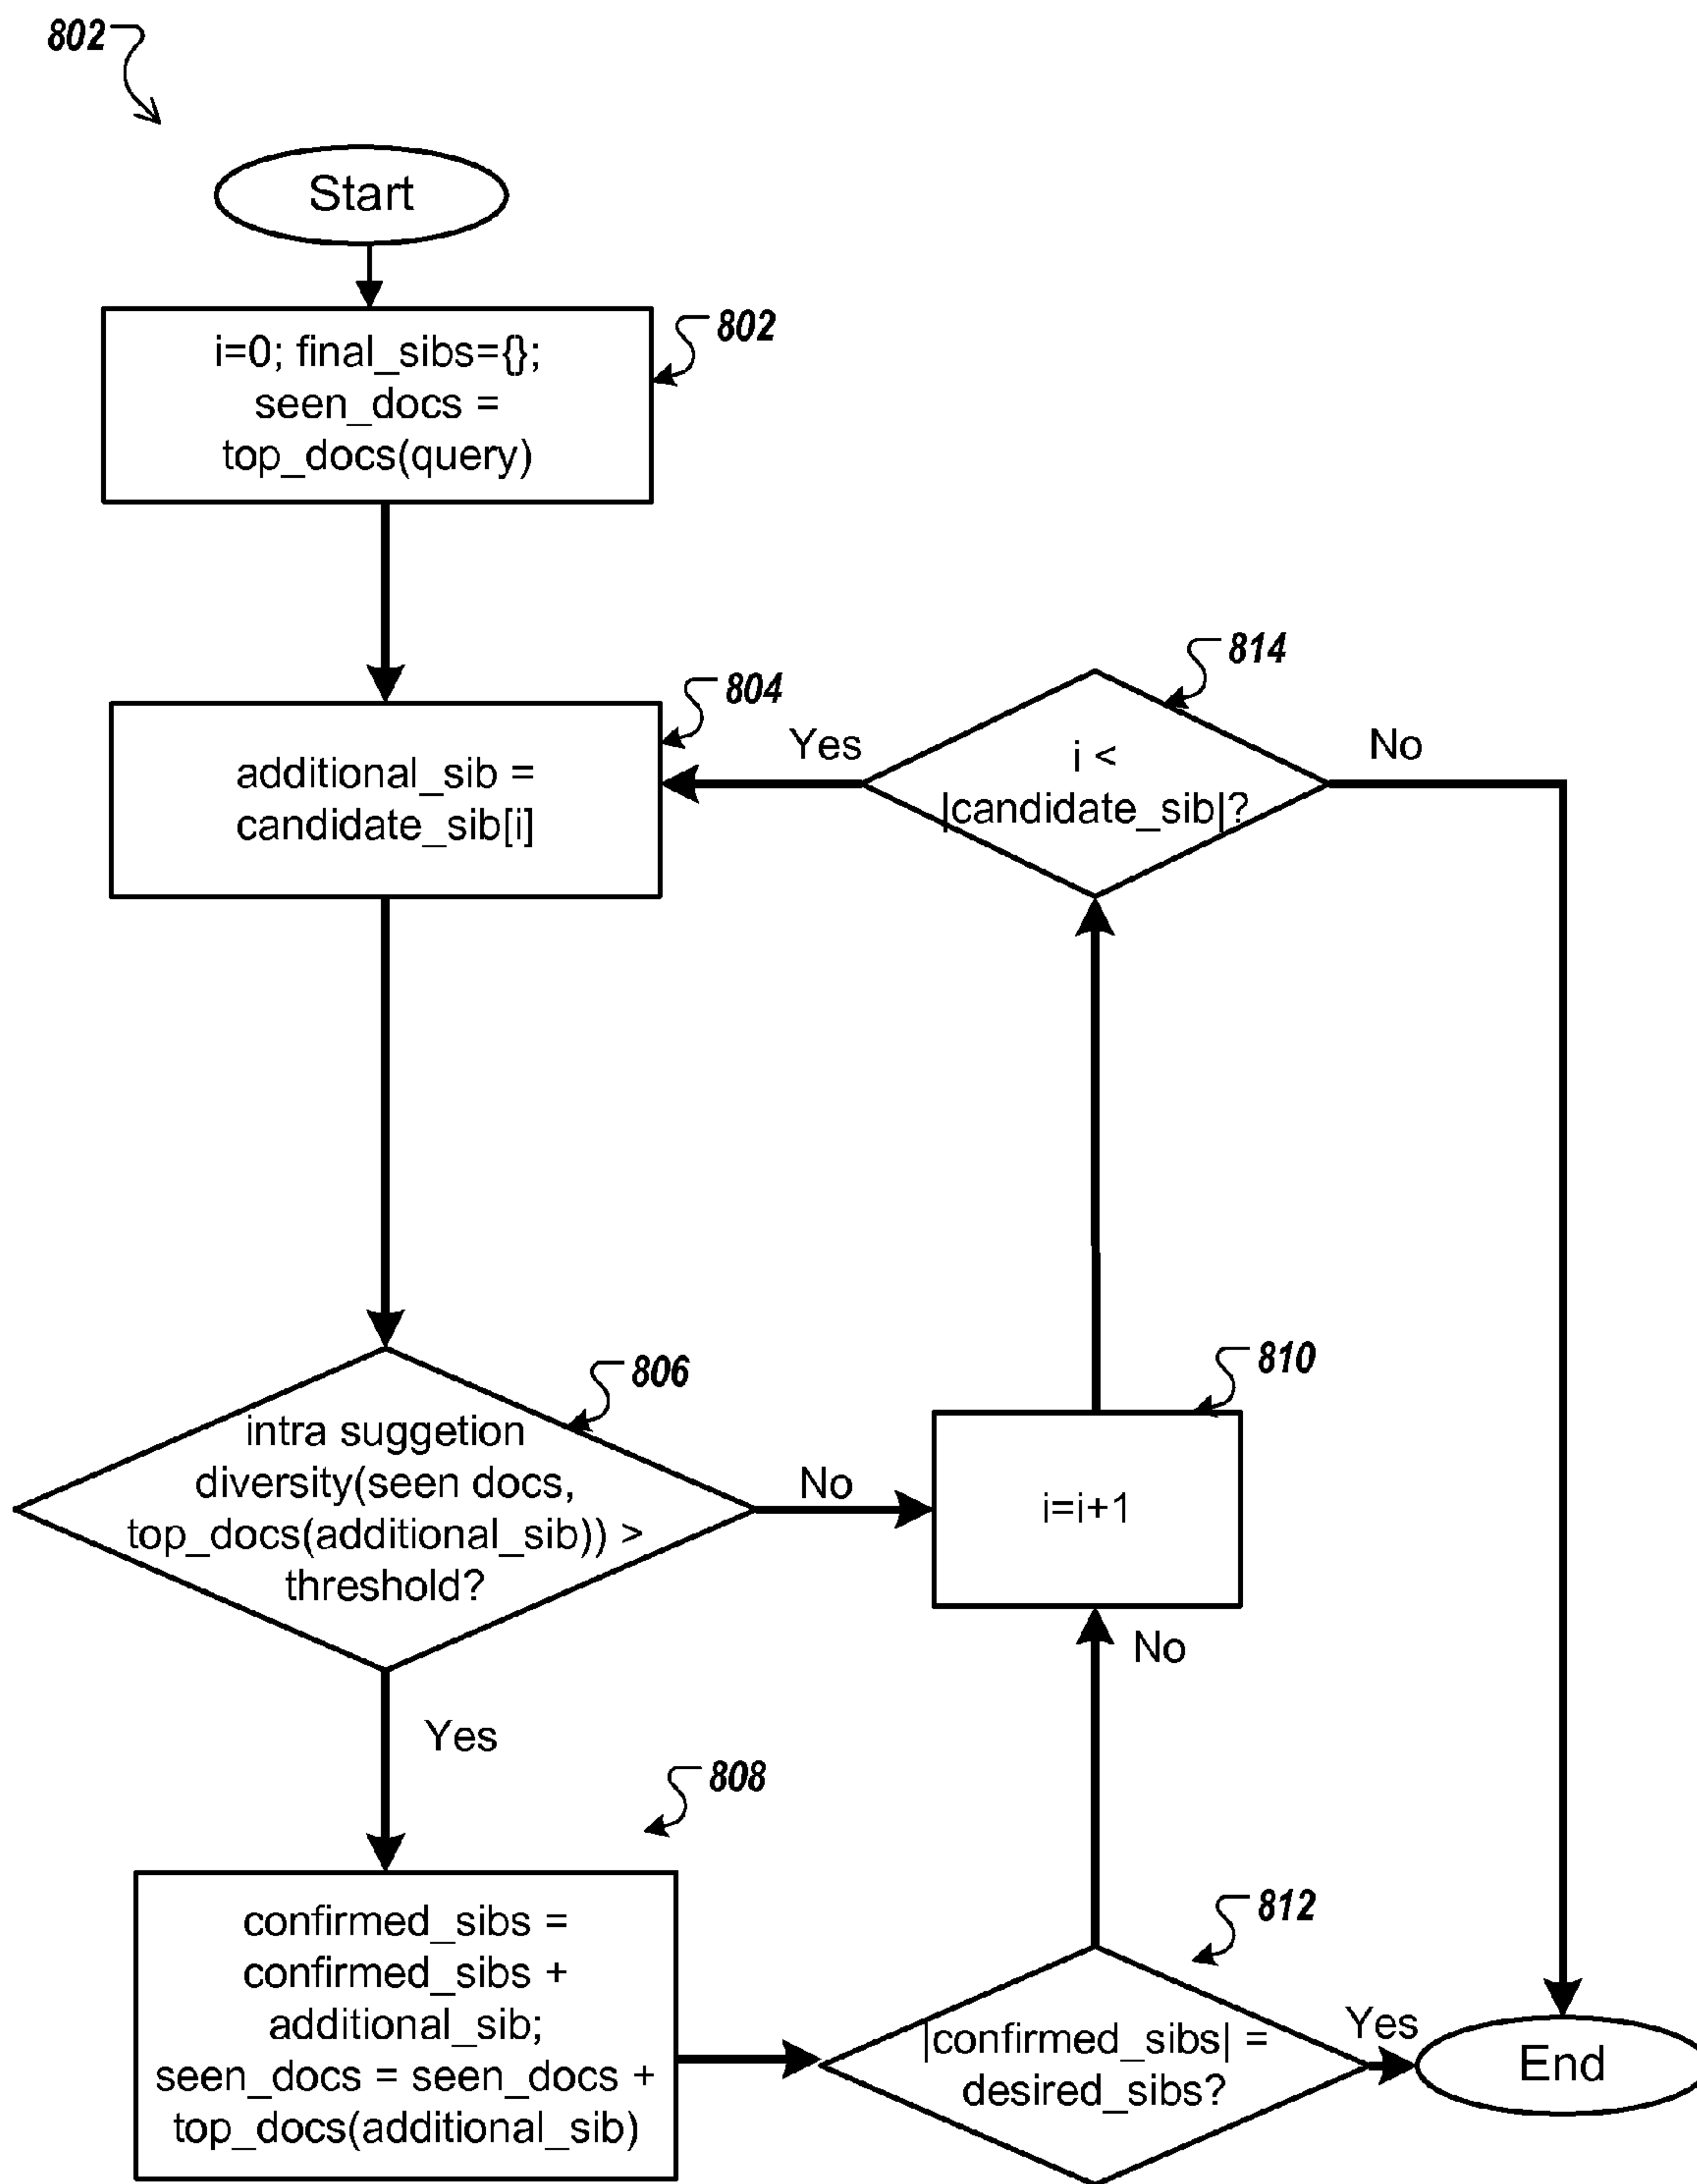 802
Start
i=0; final_sibs={};
seen_docs =
top_docs(query)
802
additional_sib =
candidate_sib[i]
804
i <
|candidate_sib|?
814
Yes
No
intra suggetion
diversity(seen docs,
top_docs(additional_sib)) >
threshold?
806
No
Yes
i=i+1
810
No
confirmed_sibs =
confirmed_sibs +
additional_sib;
seen_docs = seen_docs +
top_docs(additional_sib)
808
|confirmed_sibs| =
desired_sibs?
812
Yes
End